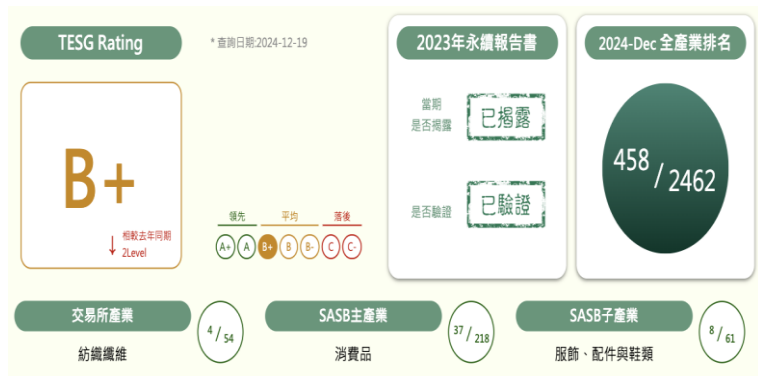 TESG Rating
* 查詢日期:2024-12-19
B+
↓ 相較去年同期
2Level
領先 平均 落後
A+ A B+ B B- C C-
2023年永續報告書
當期
是否揭露
已揭露
是否驗證
已驗證
2024-Dec 全產業排名
458 / 2462
交易所產業
4 / 54
紡織纖維
SASB主產業
37 / 218
消費品
SASB子產業
8 / 61
服飾、配件與鞋類